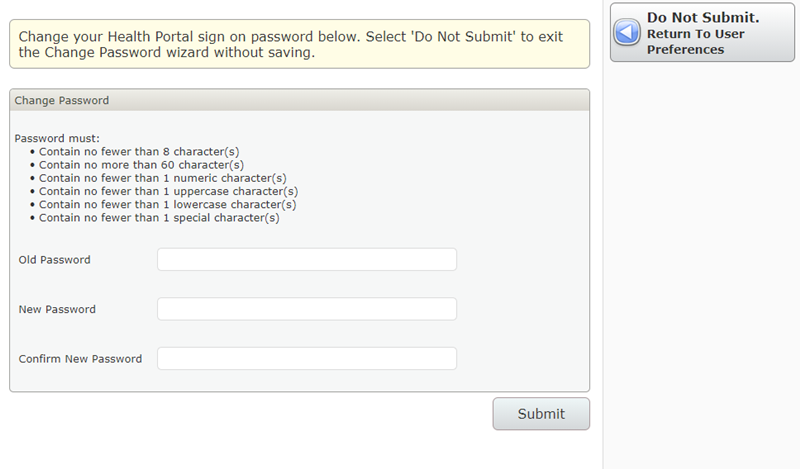 Change your Health Portal sign on password below. Select 'Do Not Submit' to exit
the Change Password wizard without saving.
Do Not Submit.
Return To User
Preferences
Change Password
Password must:
• Contain no fewer than 8 character(s)
• Contain no more than 60 character(s)
• Contain no fewer than 1 numeric character(s)
• Contain no fewer than 1 uppercase character(s)
• Contain no fewer than 1 lowercase character(s)
• Contain no fewer than 1 special character(s)
Old Password
New Password
Confirm New Password
Submit